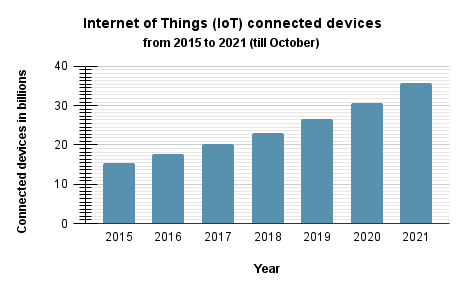 Internet of Things (IoT) connected devices
from 2015 to 2021 (till October)
Connected devices in billions
40
30
20
10
0
2015 2016 2017 2018 2019 2020 2021
Year